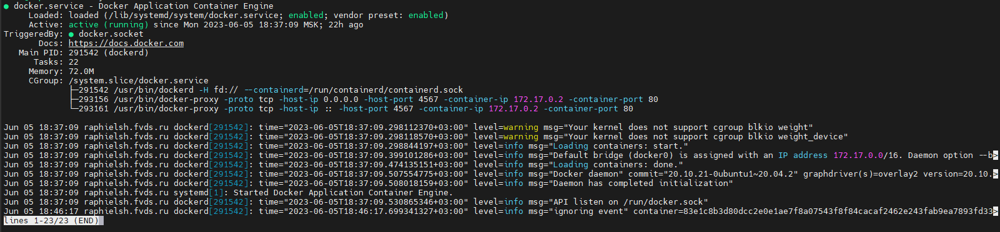 ● docker.service - Docker Application Container Engine
Loaded: loaded (/lib/systemd/system/docker.service; enabled; vendor preset: enabled)
Active: active (running) since Mon 2023-06-05 18:37:09 MSK; 22h ago
TriggeredBy: ● docker.socket
Docs: https://docs.docker.com
Main PID: 291542 (dockerd)
Tasks: 22
Memory: 72.0M
CGroup: /system.slice/docker.service
├─291542 /usr/bin/dockerd -H fd:// --containerd=/run/containerd/containerd.sock
├─293156 /usr/bin/docker-proxy -proto tcp -host-ip 0.0.0.0 -host-port 4567 -container-ip 172.17.0.2 -container-port 80
└─293161 /usr/bin/docker-proxy -proto tcp -host-ip :: -host-port 4567 -container-ip 172.17.0.2 -container-port 80
Jun 05 18:37:09 raphielsh.fvds.ru dockerd[291542]: time="2023-06-05T18:37:09.298112370+03:00" level=warning msg="Your kernel does not support cgroup blkio weight"
Jun 05 18:37:09 raphielsh.fvds.ru dockerd[291542]: time="2023-06-05T18:37:09.298118570+03:00" level=warning msg="Your kernel does not support cgroup blkio weight_device"
Jun 05 18:37:09 raphielsh.fvds.ru dockerd[291542]: time="2023-06-05T18:37:09.298844197+03:00" level=info msg="Loading containers: start."
Jun 05 18:37:09 raphielsh.fvds.ru dockerd[291542]: time="2023-06-05T18:37:09.399101286+03:00" level=info msg="Default bridge (docker0) is assigned with an IP address 172.17.0.0/16. Daemon option --b>
Jun 05 18:37:09 raphielsh.fvds.ru dockerd[291542]: time="2023-06-05T18:37:09.474135151+03:00" level=info msg="Loading containers: done."
Jun 05 18:37:09 raphielsh.fvds.ru dockerd[291542]: time="2023-06-05T18:37:09.507554775+03:00" level=info msg="Docker daemon" commit="20.10.21-0ubuntu1~20.04.2" graphdriver(s)=overlay2 version=20.10.>
Jun 05 18:37:09 raphielsh.fvds.ru dockerd[291542]: time="2023-06-05T18:37:09.508018159+03:00" level=info msg="Daemon has completed initialization"
Jun 05 18:37:09 raphielsh.fvds.ru systemd[1]: Started Docker Application Container Engine.
Jun 05 18:37:09 raphielsh.fvds.ru dockerd[291542]: time="2023-06-05T18:37:09.530865346+03:00" level=info msg="API listen on /run/docker.sock"
Jun 05 18:46:17 raphielsh.fvds.ru dockerd[291542]: time="2023-06-05T18:46:17.699341327+03:00" level=info msg="ignoring event" container=83e1c8b3d80dcc2e0e1ae7f8a07543f8f84cacaf2462e243fab9ea7893fd33>
lines 1-23/23 (END)